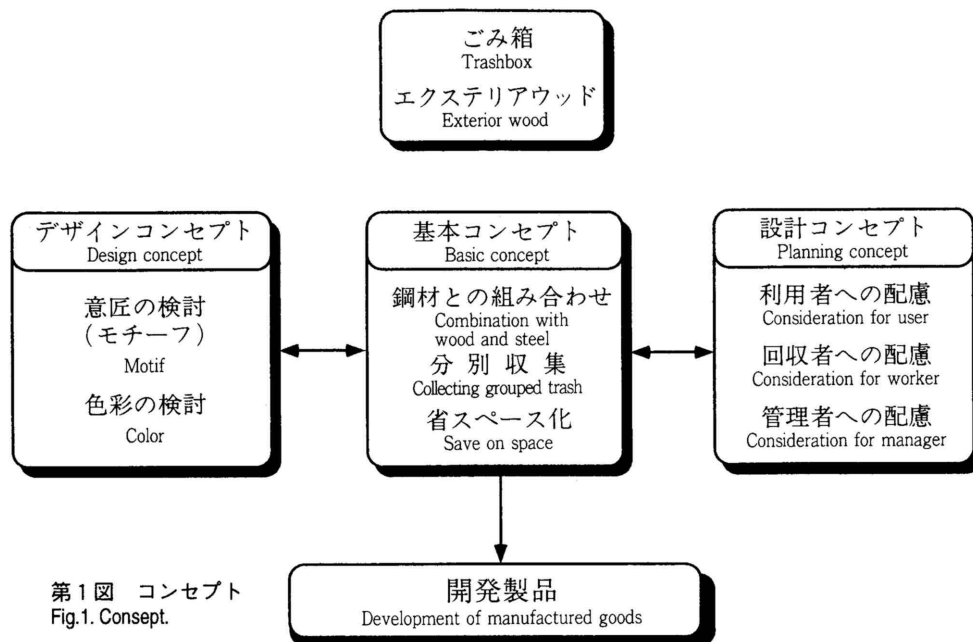 ごみ箱
Trashbox
エクステリアウッド
Exterior wood
デザインコンセプト
Design concept
意匠の検討
(モチーフ)
Motif
色彩の検討
Color
基本コンセプト
Basic concept
鋼材との組み合わせ
Combination with
wood and steel
分別収集
Collecting grouped trash
省スペース化
Save on space
設計コンセプト
Planning concept
利用者への配慮
Consideration for user
回収者への配慮
Consideration for worker
管理者への配慮
Consideration for manager
開発製品
Development of manufactured goods
第1図 コンセプト
Fig.1. Consept.